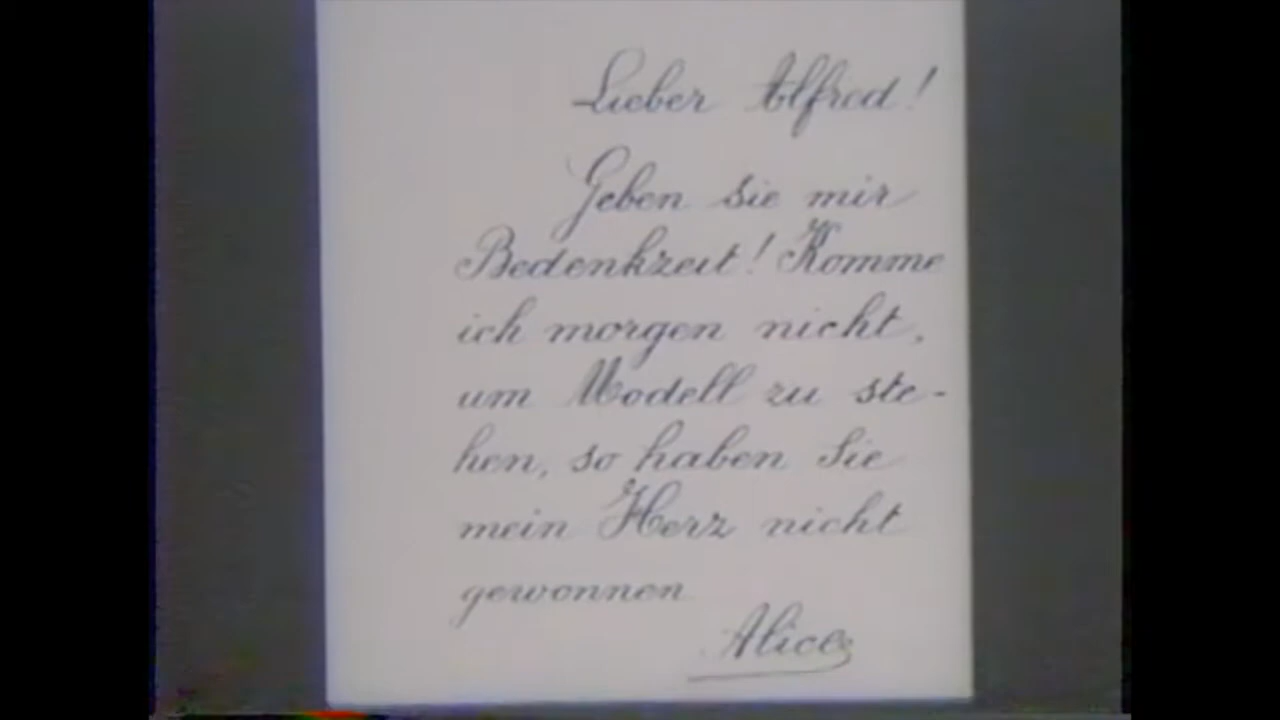 Lieber Alfred!
Geben Sie mir
Bedenkzeit! Komme
ich morgen nicht,
um Modell zu ste-
hen, so haben Sie
mein Herz nicht
gewonnen
Alice